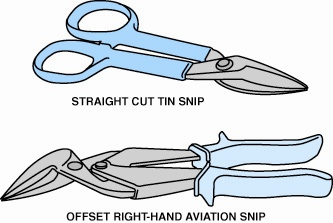 STRAIGHT CUT TIN SNIP
OFFSET RIGHT-HAND AVIATION SNIP